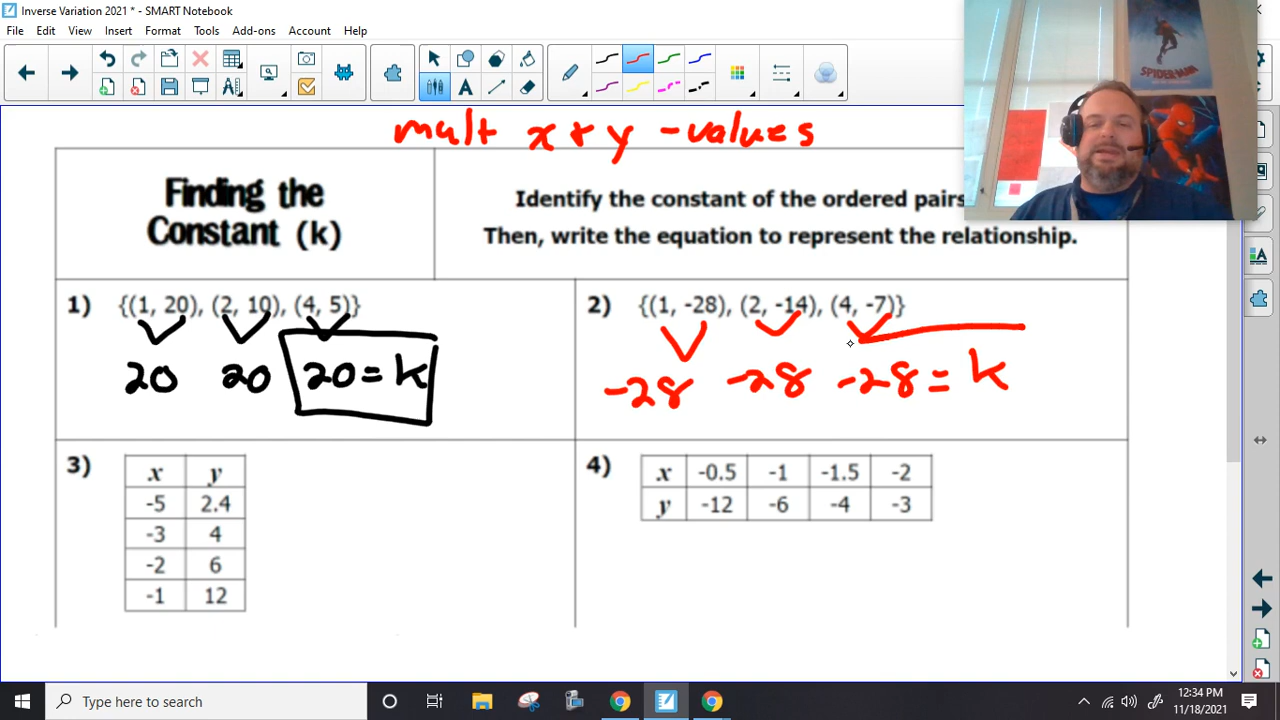 Inverse Variation 2021 * - SMART Notebook
File Edit View Insert Format Tools Add-ons Account Help
SPIDER-MAN
mult x + y -values
Finding the
Constant (k)
Identify the constant of the ordered pairs
Then, write the equation to represent the relationship.
1) {(1, 20), (2, 10), (4, 5)}
20 20 20 = k
2) {(1, -28), (2, -14), (4, -7)}
-28 -28 -28 = k
3)
x y
-5 2.4
-3 4
-2 6
-1 12
4)
x -0.5 -1 -1.5 -2
y -12 -6 -4 -3
Type here to search
12:34 PM
11/18/2021